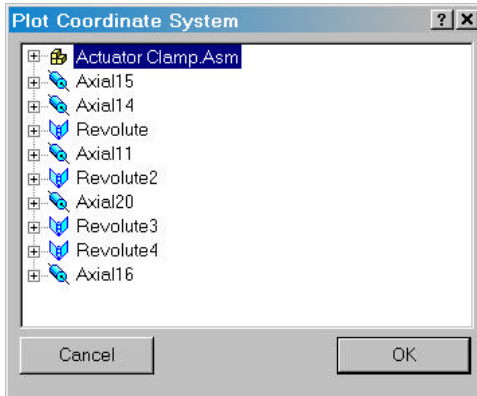 Plot Coordinate System
Actuator Clamp.Asm
Axial15
Axial14
Revolute
Axial11
Revolute2
Axial20
Revolute3
Revolute4
Axial16
Cancel OK